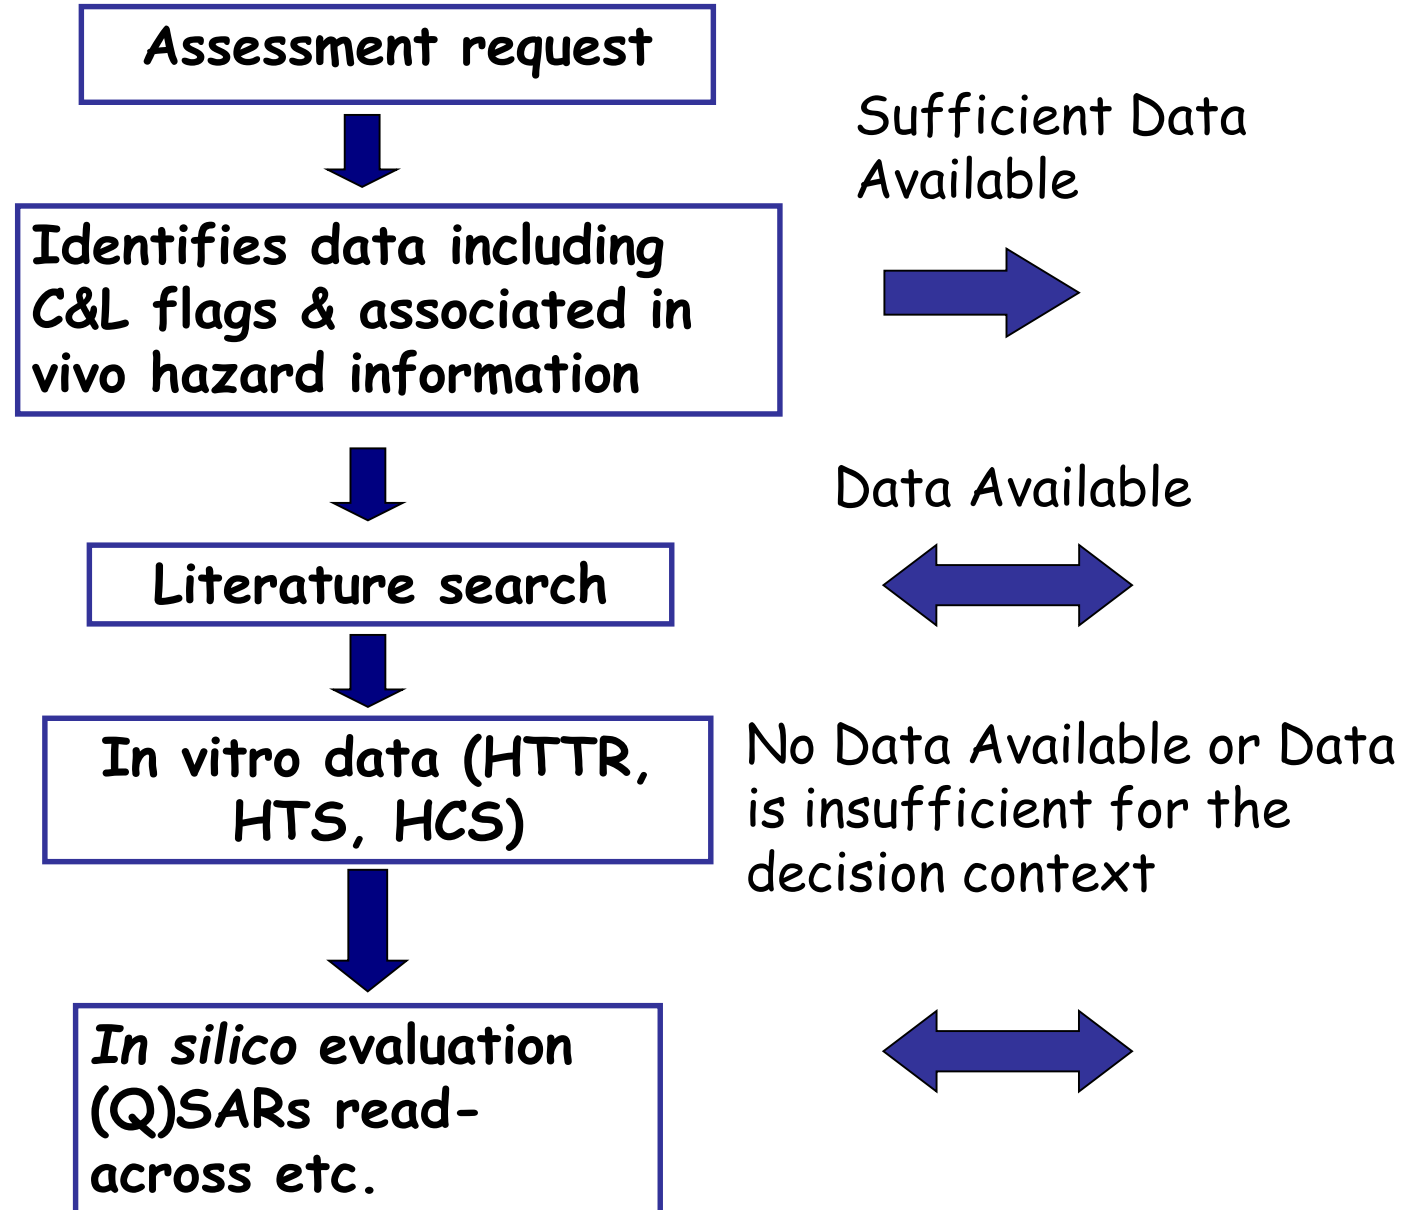 Assessment request
Sufficient Data
Available
Identifies data including
C&L flags & associated in
vivo hazard information
Data Available
Literature search
In vitro data (HTTR,
HTS, HCS)
No Data Available or Data
is insufficient for the
decision context
In silico evaluation
(Q)SARs read-
across etc.